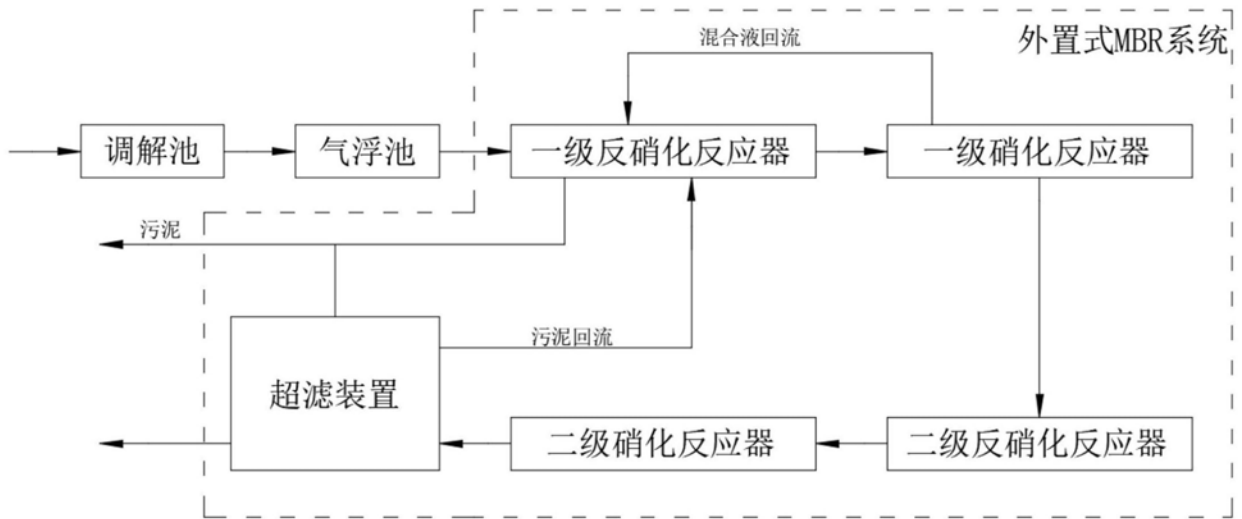 混合液回流
外置式MBR系统
调解池
气浮池
一级反硝化反应器
一级硝化反应器
污泥
污泥回流
超滤装置
二级硝化反应器
二级反硝化反应器